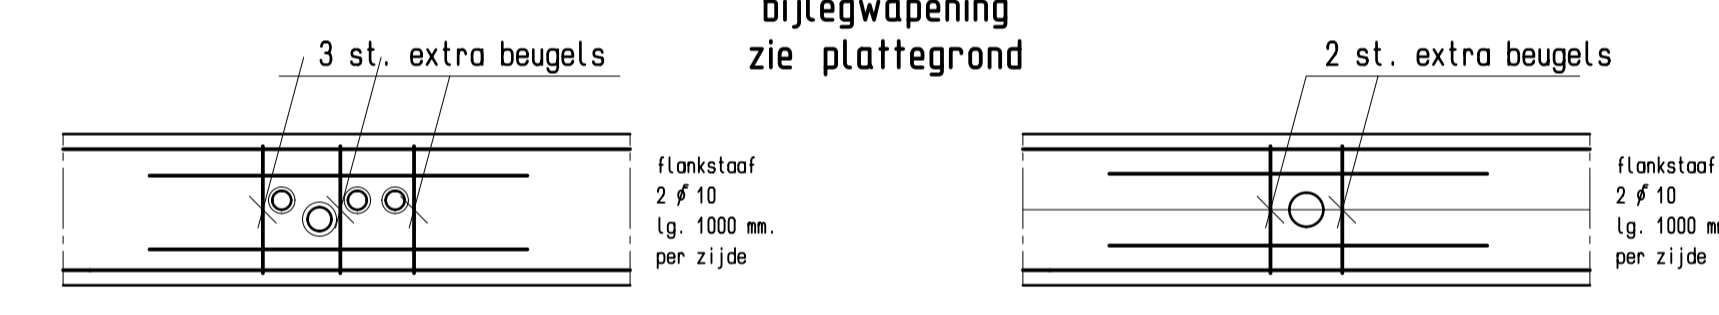 bijlegwapening
zie plattegrond
3 st. extra beugels
flankstaaf
2 ø 10
lg. 1000 mm.
per zijde
2 st. extra beugels
flankstaaf
2 ø 10
lg. 1000 m
per zijde